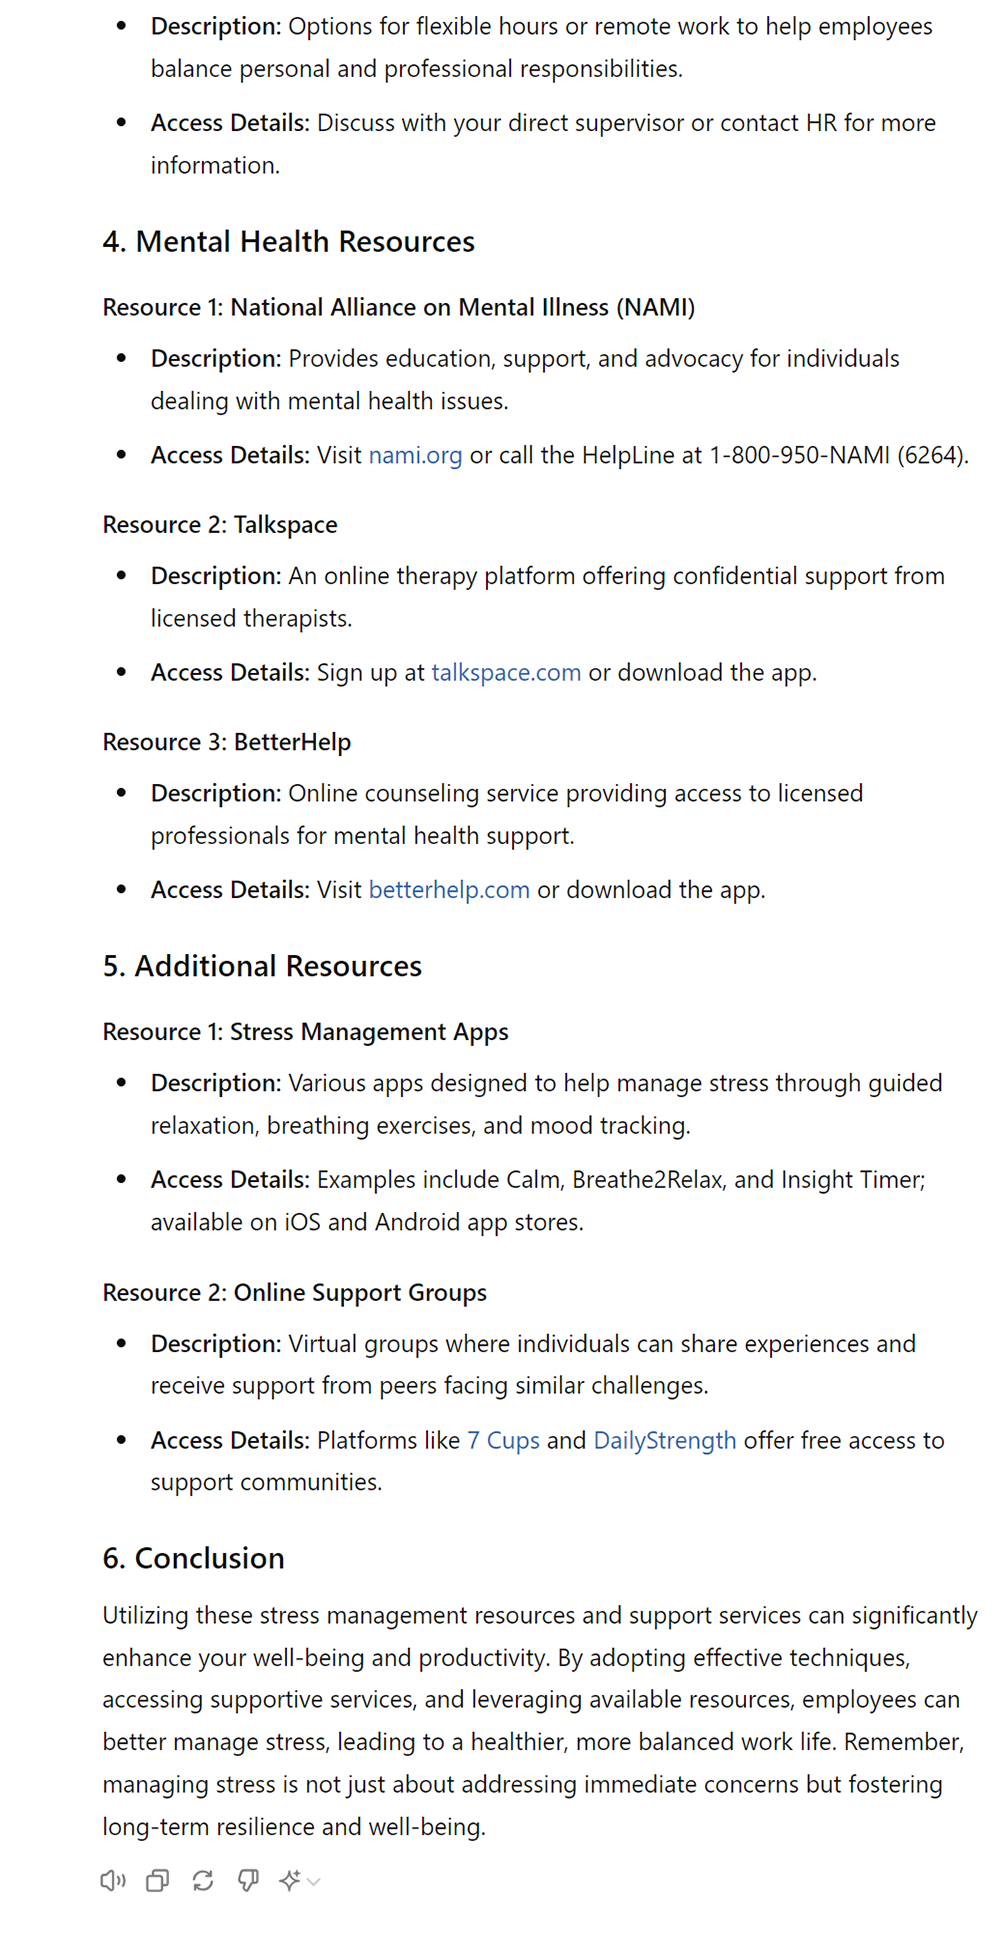 Description: Options for flexible hours or remote work to help employees
balance personal and professional responsibilities.
Access Details: Discuss with your direct supervisor or contact HR for more
information.
4. Mental Health Resources
Resource 1: National Alliance on Mental Illness (NAMI)
Description: Provides education, support, and advocacy for individuals
dealing with mental health issues.
Access Details: Visit nami.org or call the HelpLine at 1-800-950-NAMI (6264).
Resource 2: Talkspace
Description: An online therapy platform offering confidential support from
licensed therapists.
Access Details: Sign up at talkspace.com or download the app.
Resource 3: BetterHelp
Description: Online counseling service providing access to licensed
professionals for mental health support.
Access Details: Visit betterhelp.com or download the app.
5. Additional Resources
Resource 1: Stress Management Apps
Description: Various apps designed to help manage stress through guided
relaxation, breathing exercises, and mood tracking.
Access Details: Examples include Calm, Breathe2Relax, and Insight Timer;
available on iOS and Android app stores.
Resource 2: Online Support Groups
Description: Virtual groups where individuals can share experiences and
receive support from peers facing similar challenges.
Access Details: Platforms like 7 Cups and DailyStrength offer free access to
support communities.
6. Conclusion
Utilizing these stress management resources and support services can significantly
enhance your well-being and productivity. By adopting effective techniques,
accessing supportive services, and leveraging available resources, employees can
better manage stress, leading to a healthier, more balanced work life. Remember,
managing stress is not just about addressing immediate concerns but fostering
long-term resilience and well-being.